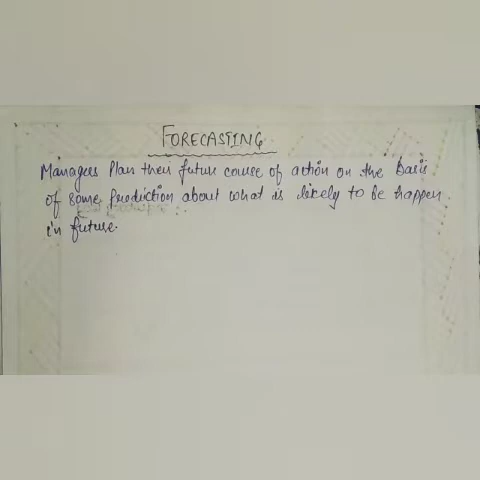 FORECASTING
Managers Plan their future course of action on the basis
of some production about what is likely to be happen
in future.